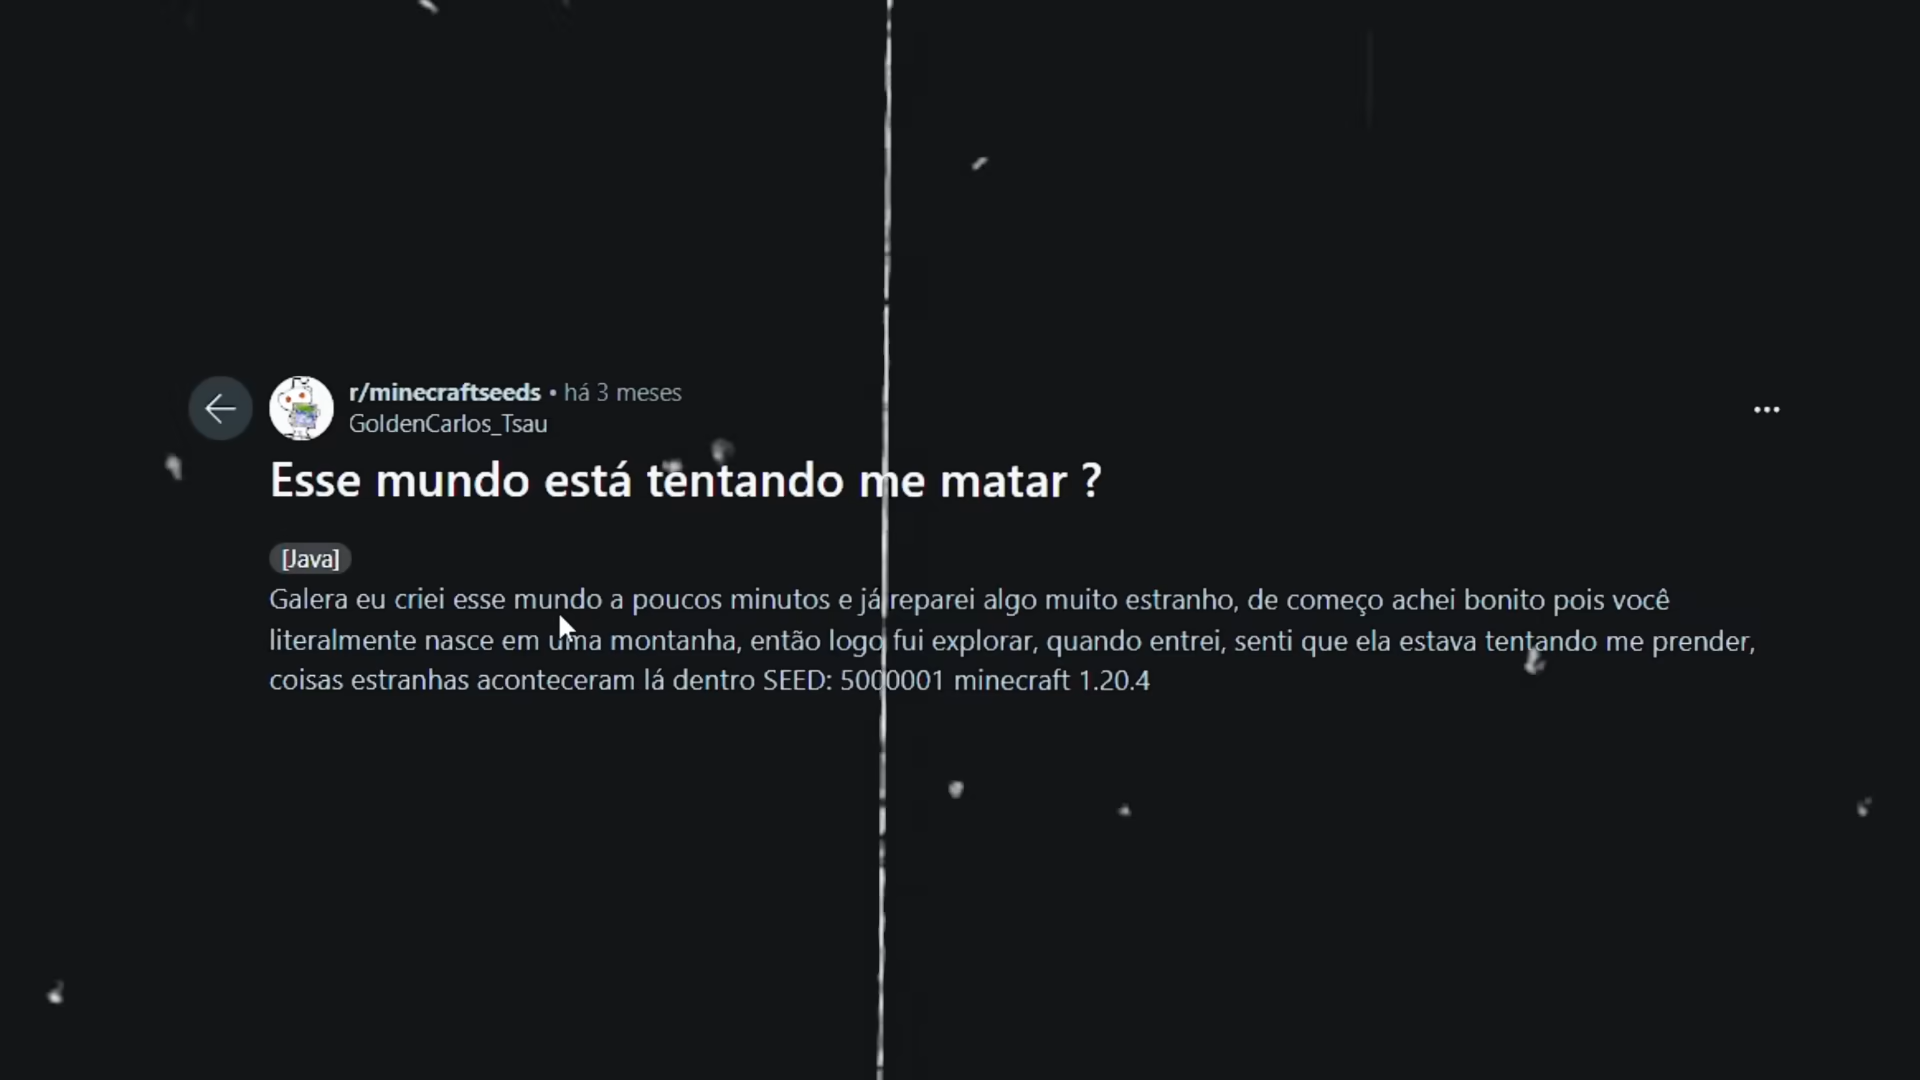 r/minecraftseeds • há 3 meses
GoldenCarlos_Tsau
Esse mundo está tentando me matar ?
[Java]
Galera eu criei esse mundo a poucos minutos e já reparei algo muito estranho, de começo achei bonito pois você
literalmente nasce em uma montanha, então logo fui explorar, quando entrei, senti que ela estava tentando me prender,
coisas estranhas aconteceram lá dentro SEED: 5000001 minecraft 1.20.4